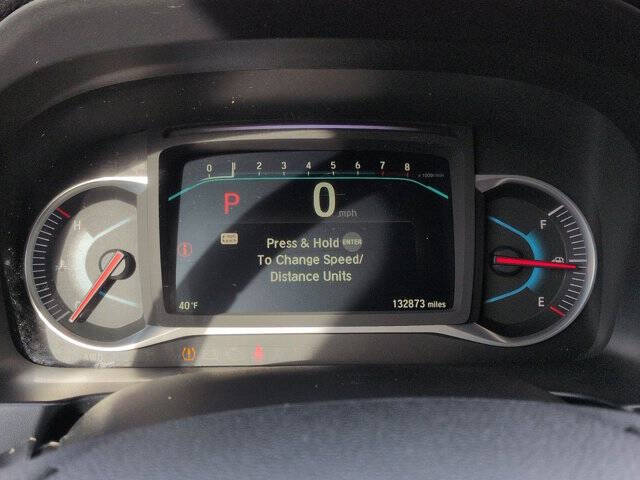 0 1 2 3 4 5 6 7 8 x 1000r/min
P 0 mph
H F
Press & Hold ENTER
To Change Speed/
Distance Units
C E
40°F 132873 miles